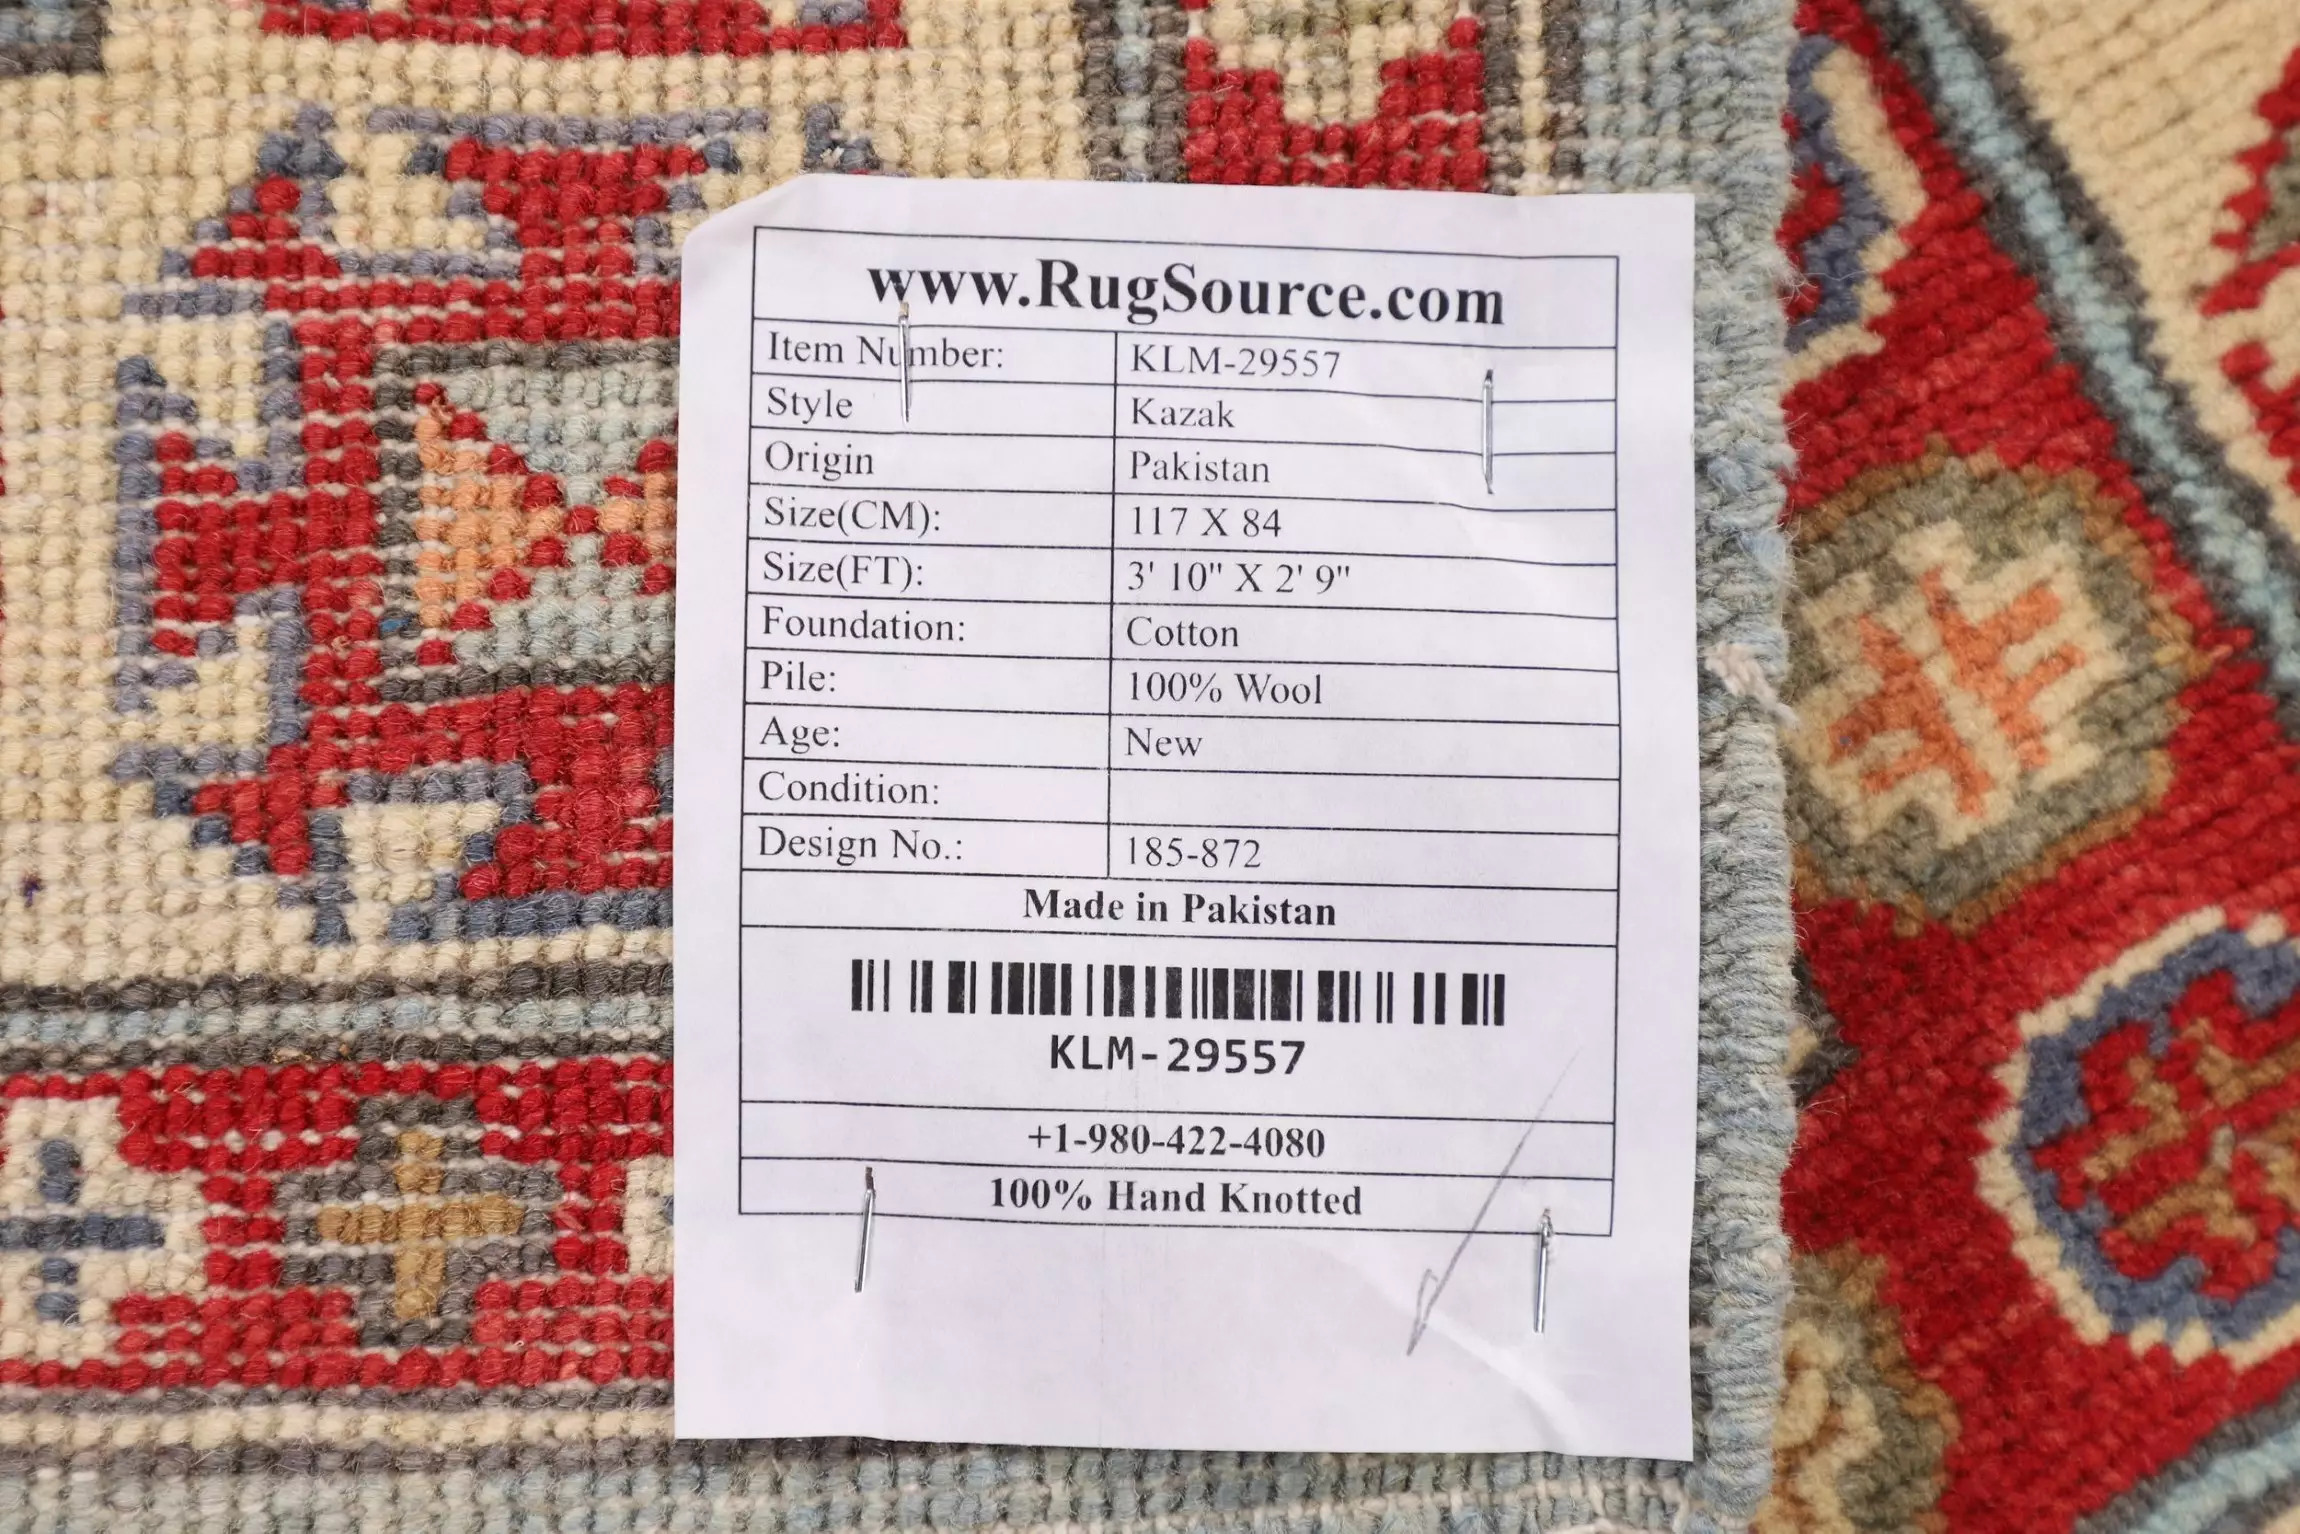 www.RugSource.com
Item Number: KLM-29557
Style Kazak
Origin Pakistan
Size(CM): 117 X 84
Size(FT): 3' 10" X 2' 9"
Foundation: Cotton
Pile: 100% Wool
Age: New
Condition:
Design No.: 185-872
Made in Pakistan
KLM-29557
+1-980-422-4080
100% Hand Knotted